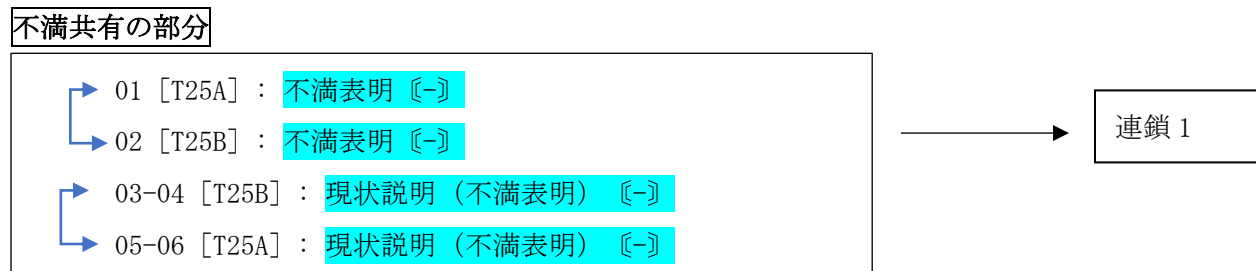 不満共有の部分
01［T25A］：不満表明〔-〕
02［T25B］：不満表明〔-〕
連鎖1
03-04［T25B］：現状説明（不満表明）〔-〕
05-06［T25A］：現状説明（不満表明）〔-〕